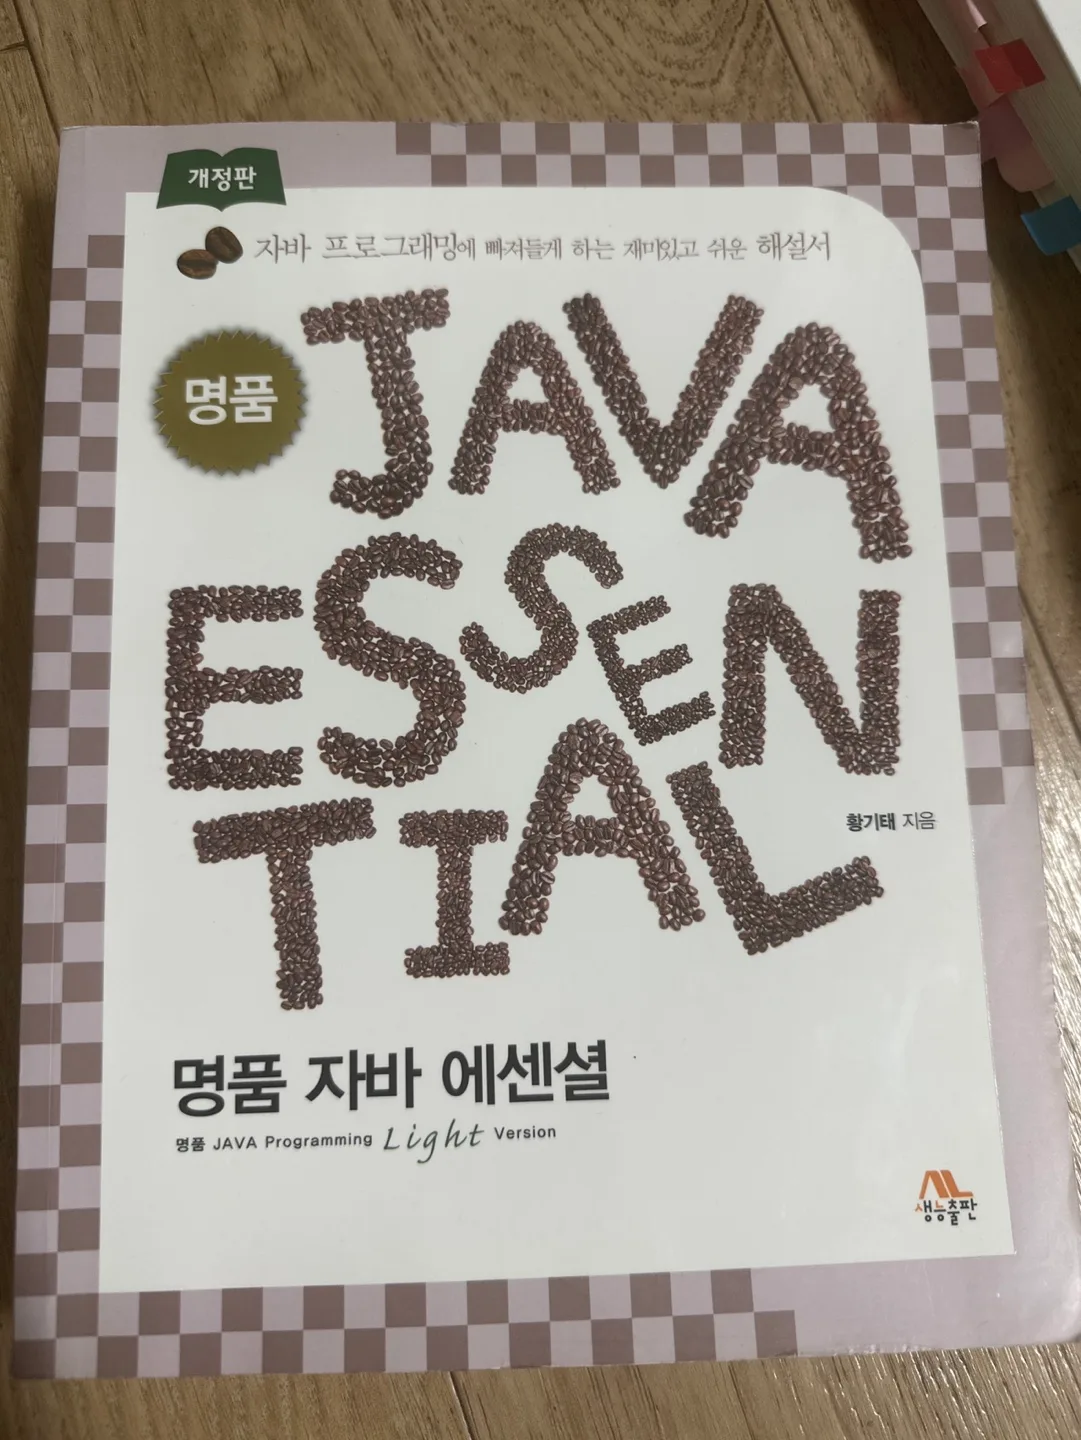 개정판
자바 프로그래밍에 빠져들게 하는 재미있고 쉬운 해설서
명품
JAVA
ESSEN
TIAL
황기태 지음
명품 자바 에센셜
명품 JAVA Programming Light Version
생능출판